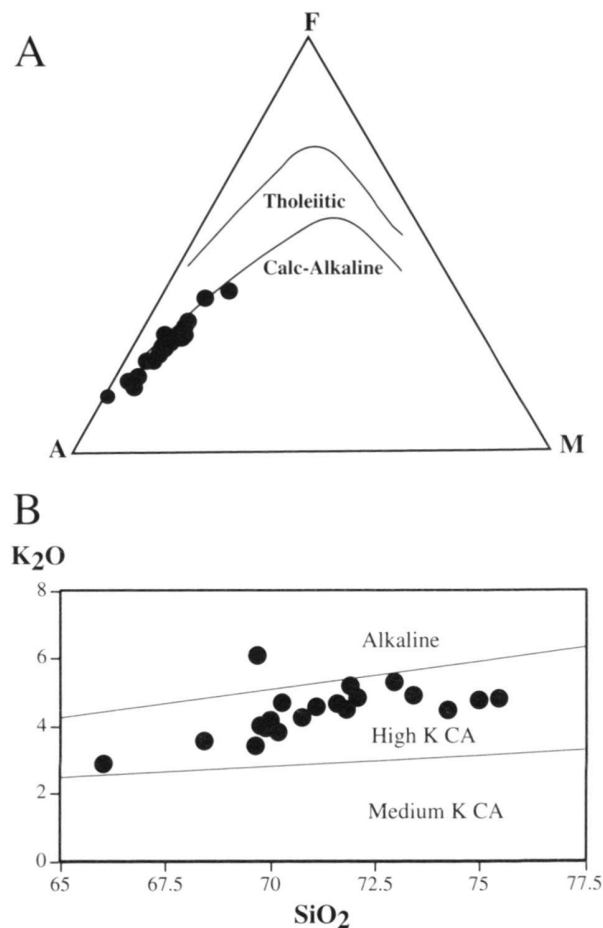 A
F
Tholeiitic
Calc-Alkaline
A
M
B
K₂O
8
Alkaline
6
4
High K CA
2
Medium K CA
0
65
67.5
70
72.5
75
77.5
SiO₂